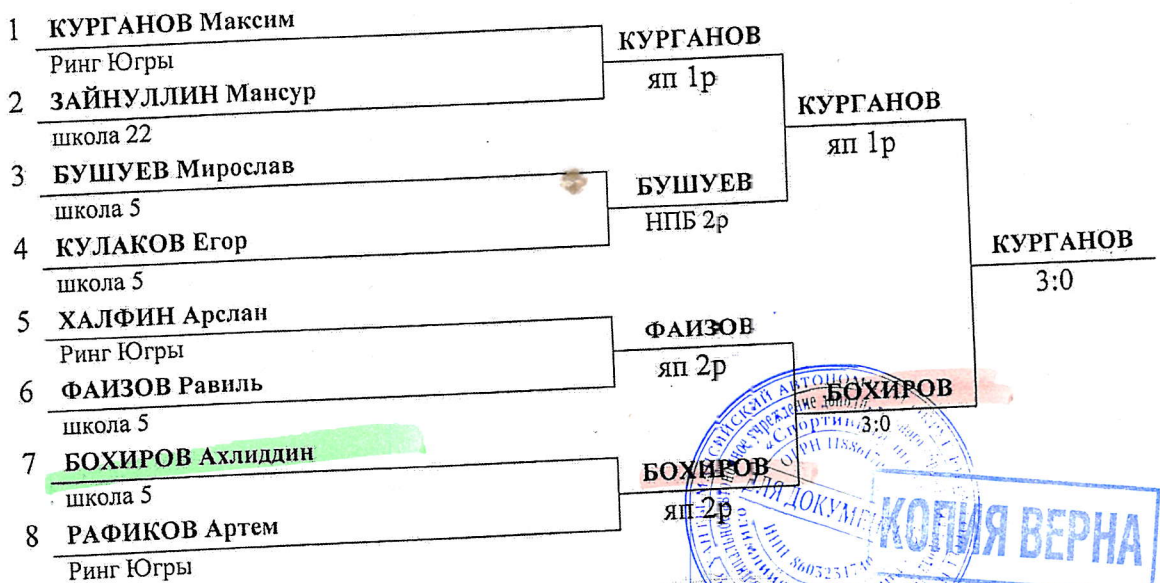 1 КУРГАНОВ Максим
Ринг Югры
КУРГАНОВ
яп 1р
2 ЗАЙНУЛЛИН Мансур
школа 22
КУРГАНОВ
яп 1р
3 БУШУЕВ Мирослав
школа 5
БУШУЕВ
НПБ 2р
4 КУЛАКОВ Егор
школа 5
КУРГАНОВ
3:0
5 ХАЛФИН Арслан
Ринг Югры
ФАИЗОВ
яп 2р
6 ФАИЗОВ Равиль
школа 5
БОХИРОВ
3:0
7 БОХИРОВ Ахлиддин
школа 5
БОХИРОВ
яп 2р
8 РАФИКОВ Артем
Ринг Югры
КОПИЯ ВЕРНА